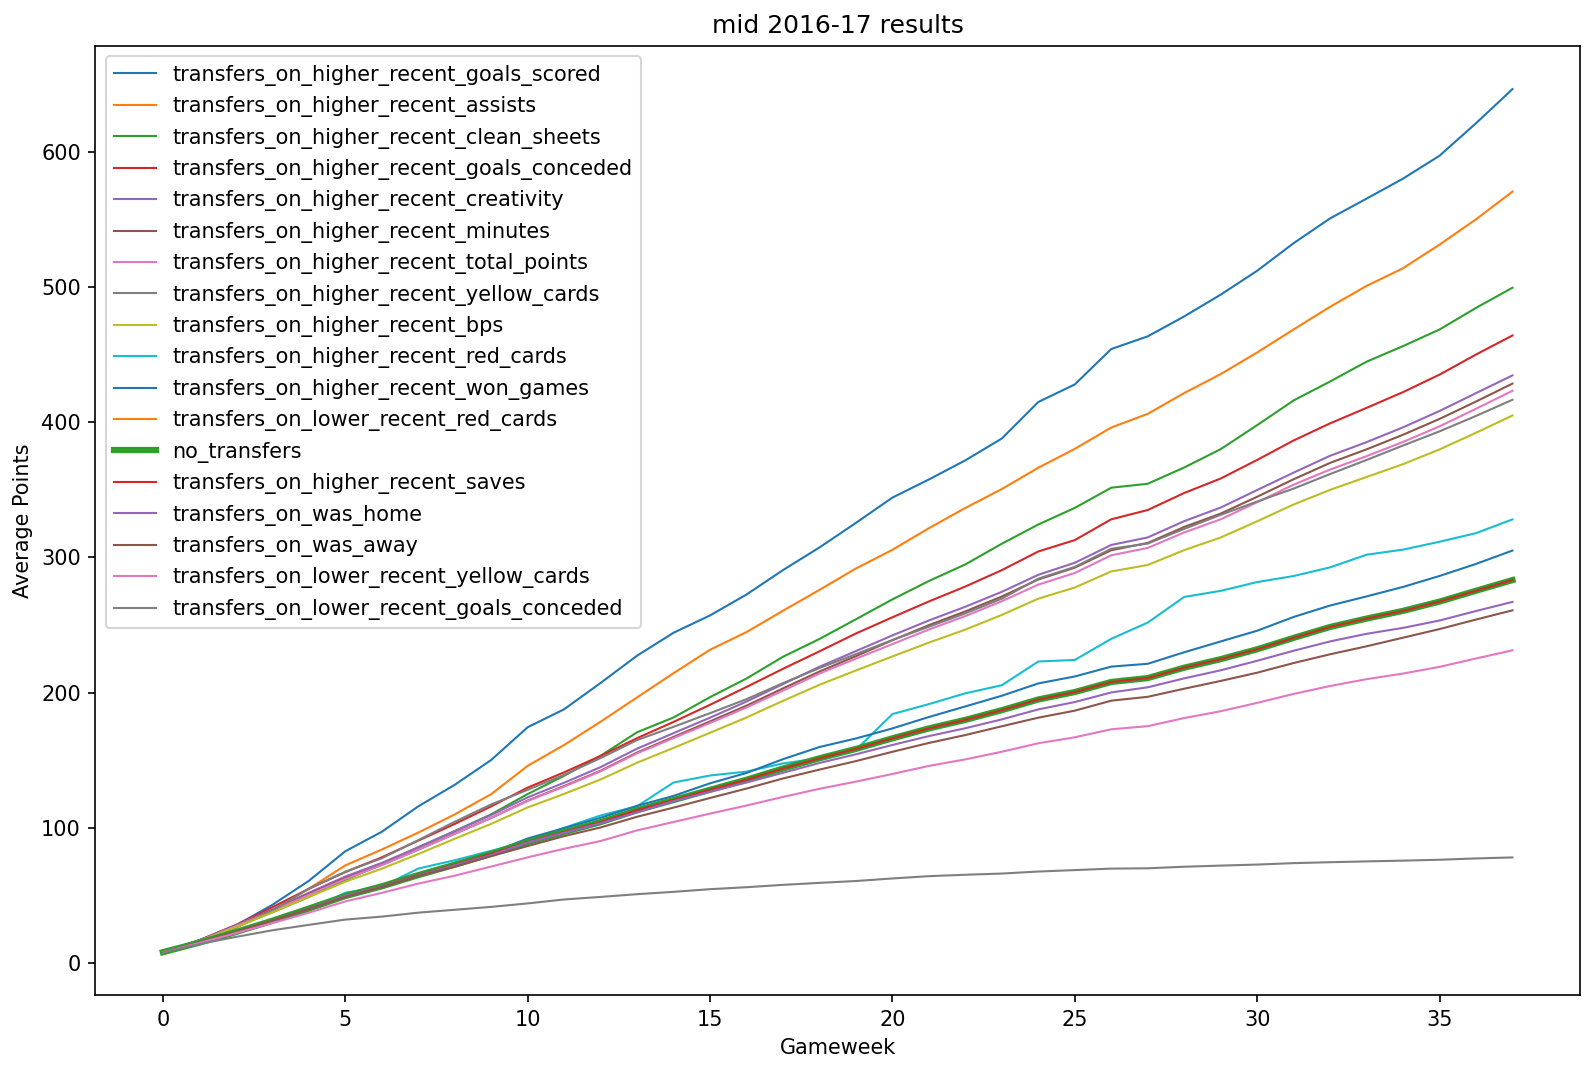 mid 2016-17 results
transfers_on_higher_recent_goals_scored
transfers_on_higher_recent_assists
transfers_on_higher_recent_clean_sheets
transfers_on_higher_recent_goals_conceded
transfers_on_higher_recent_creativity
transfers_on_higher_recent_minutes
transfers_on_higher_recent_total_points
transfers_on_higher_recent_yellow_cards
transfers_on_higher_recent_bps
transfers_on_higher_recent_red_cards
transfers_on_higher_recent_won_games
transfers_on_lower_recent_red_cards
no_transfers
transfers_on_higher_recent_saves
transfers_on_was_home
transfers_on_was_away
transfers_on_lower_recent_yellow_cards
transfers_on_lower_recent_goals_conceded
Average Points
600
500
400
300
200
100
0
0 5 10 15 20 25 30 35
Gameweek